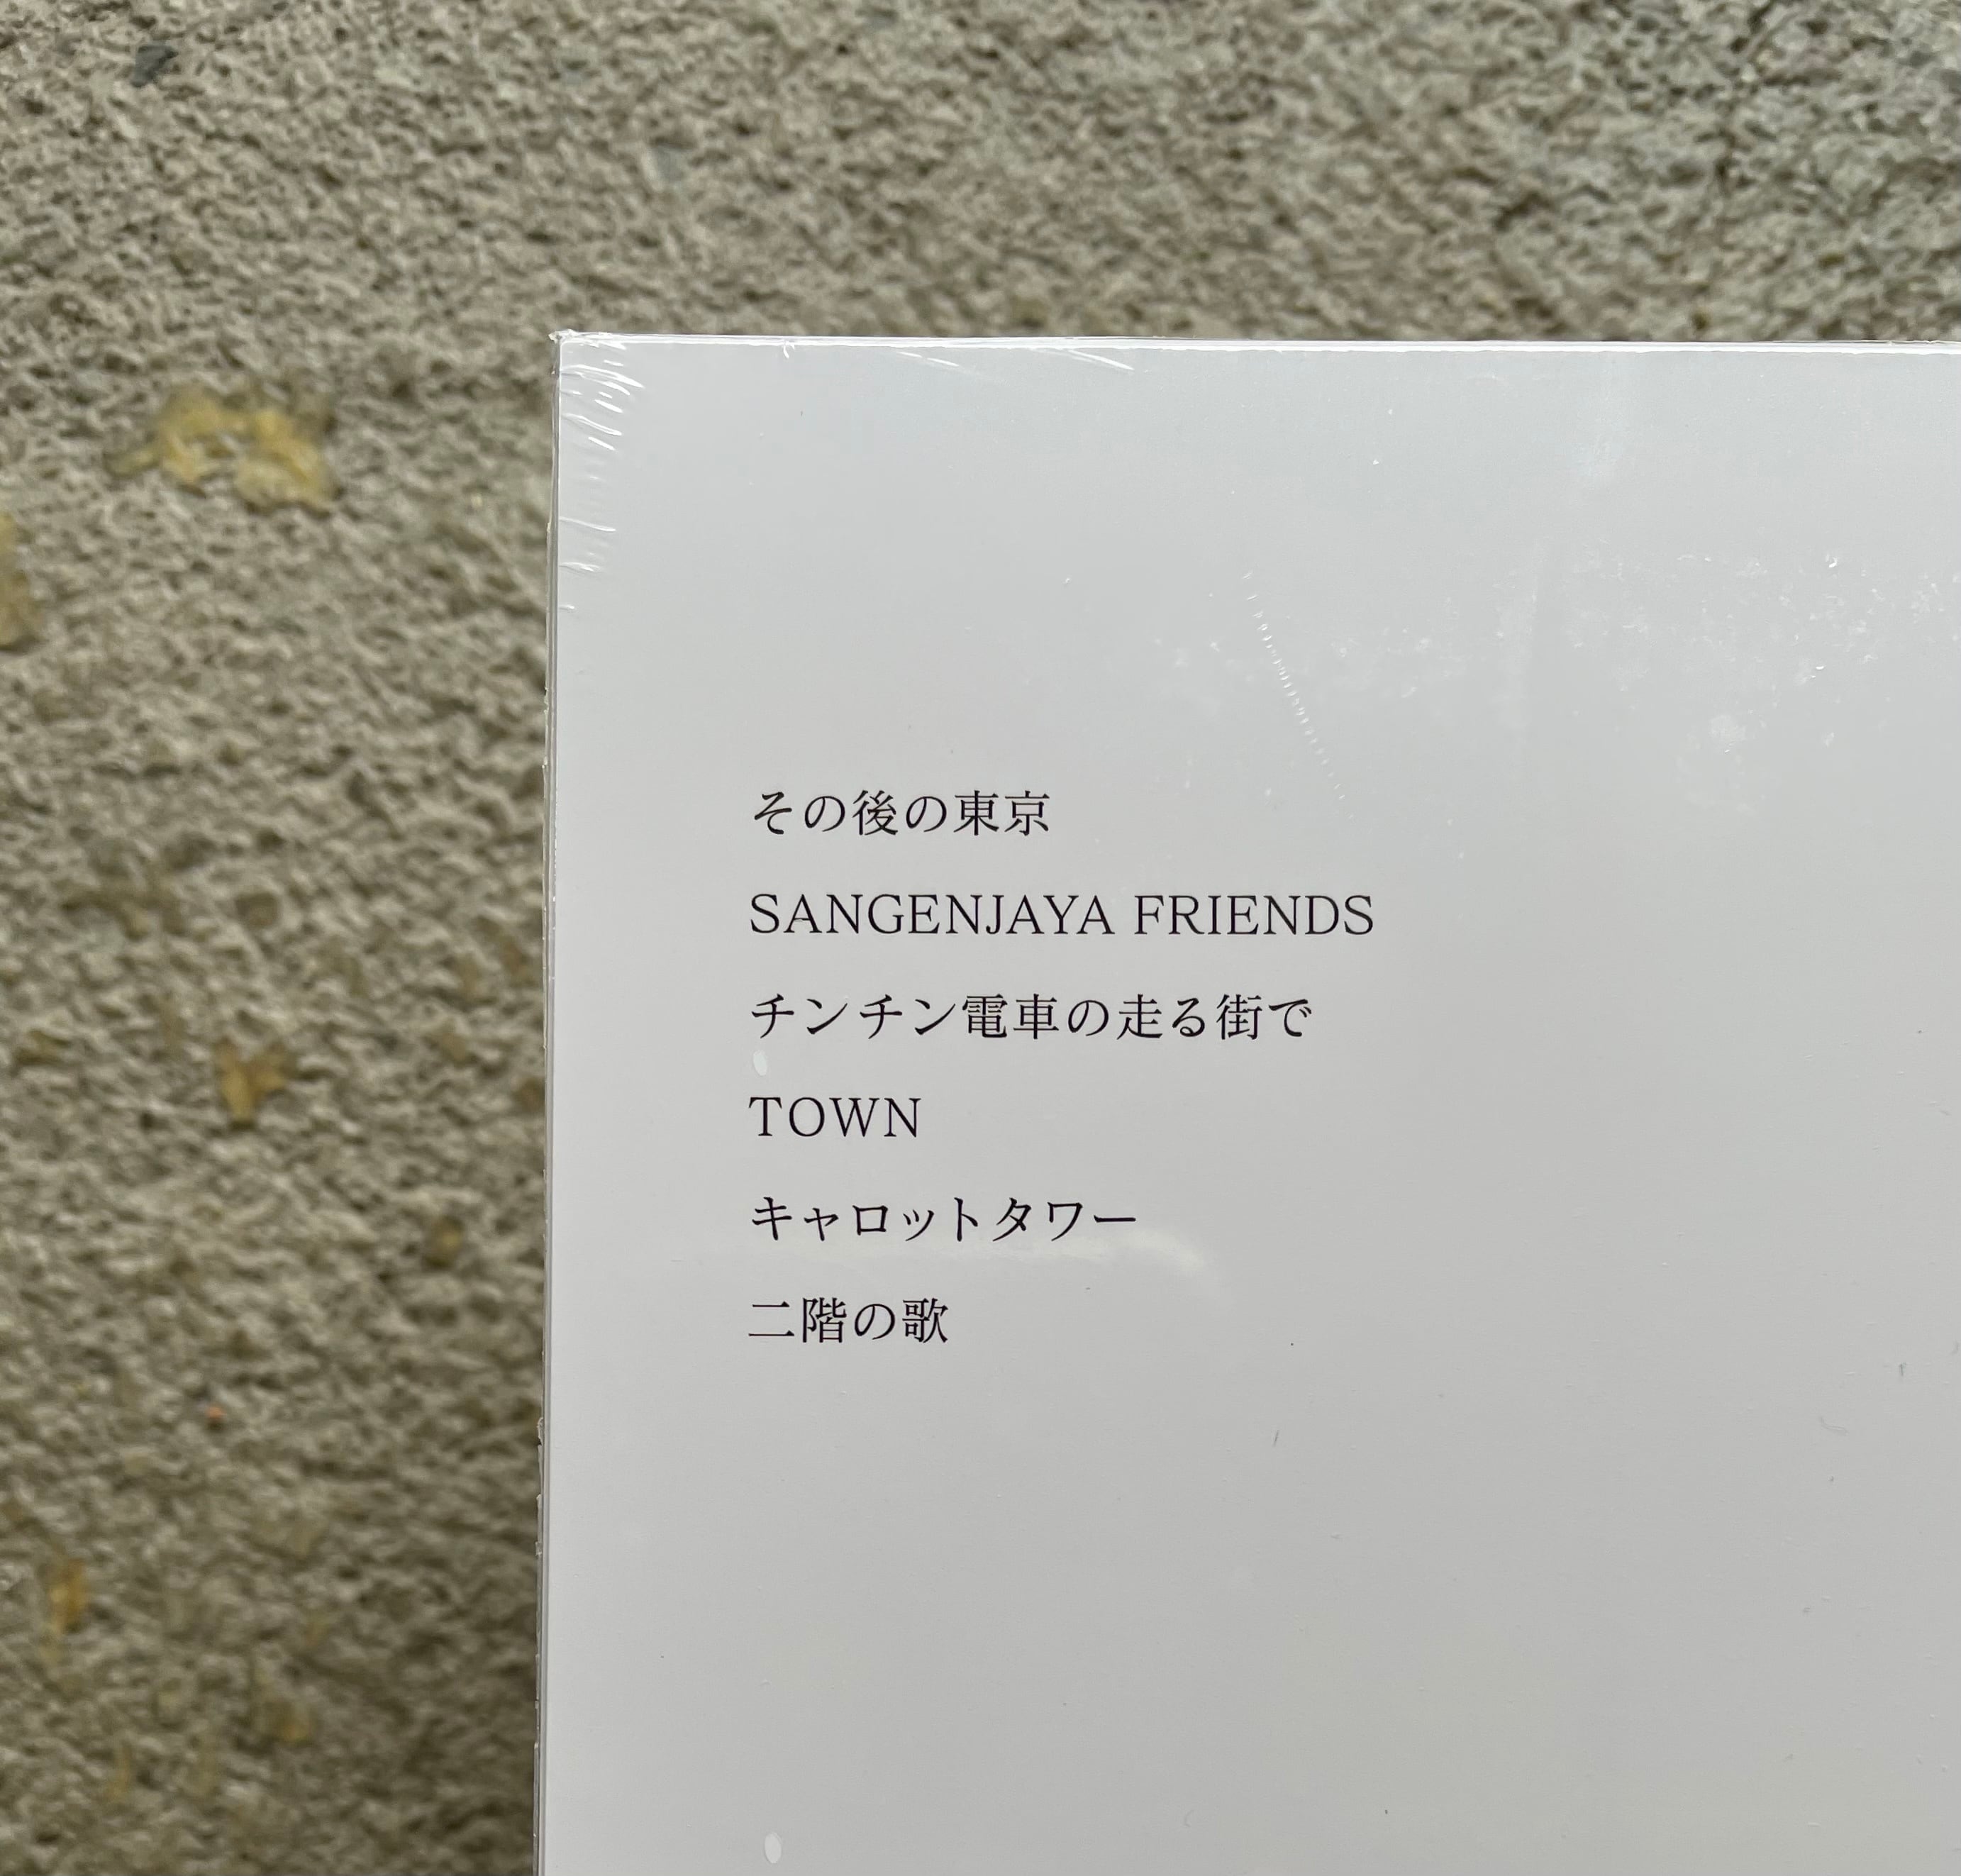 その後の東京
SANGENJAYA FRIENDS
チンチン電車の走る街で
TOWN
キャロットタワー
二階の歌